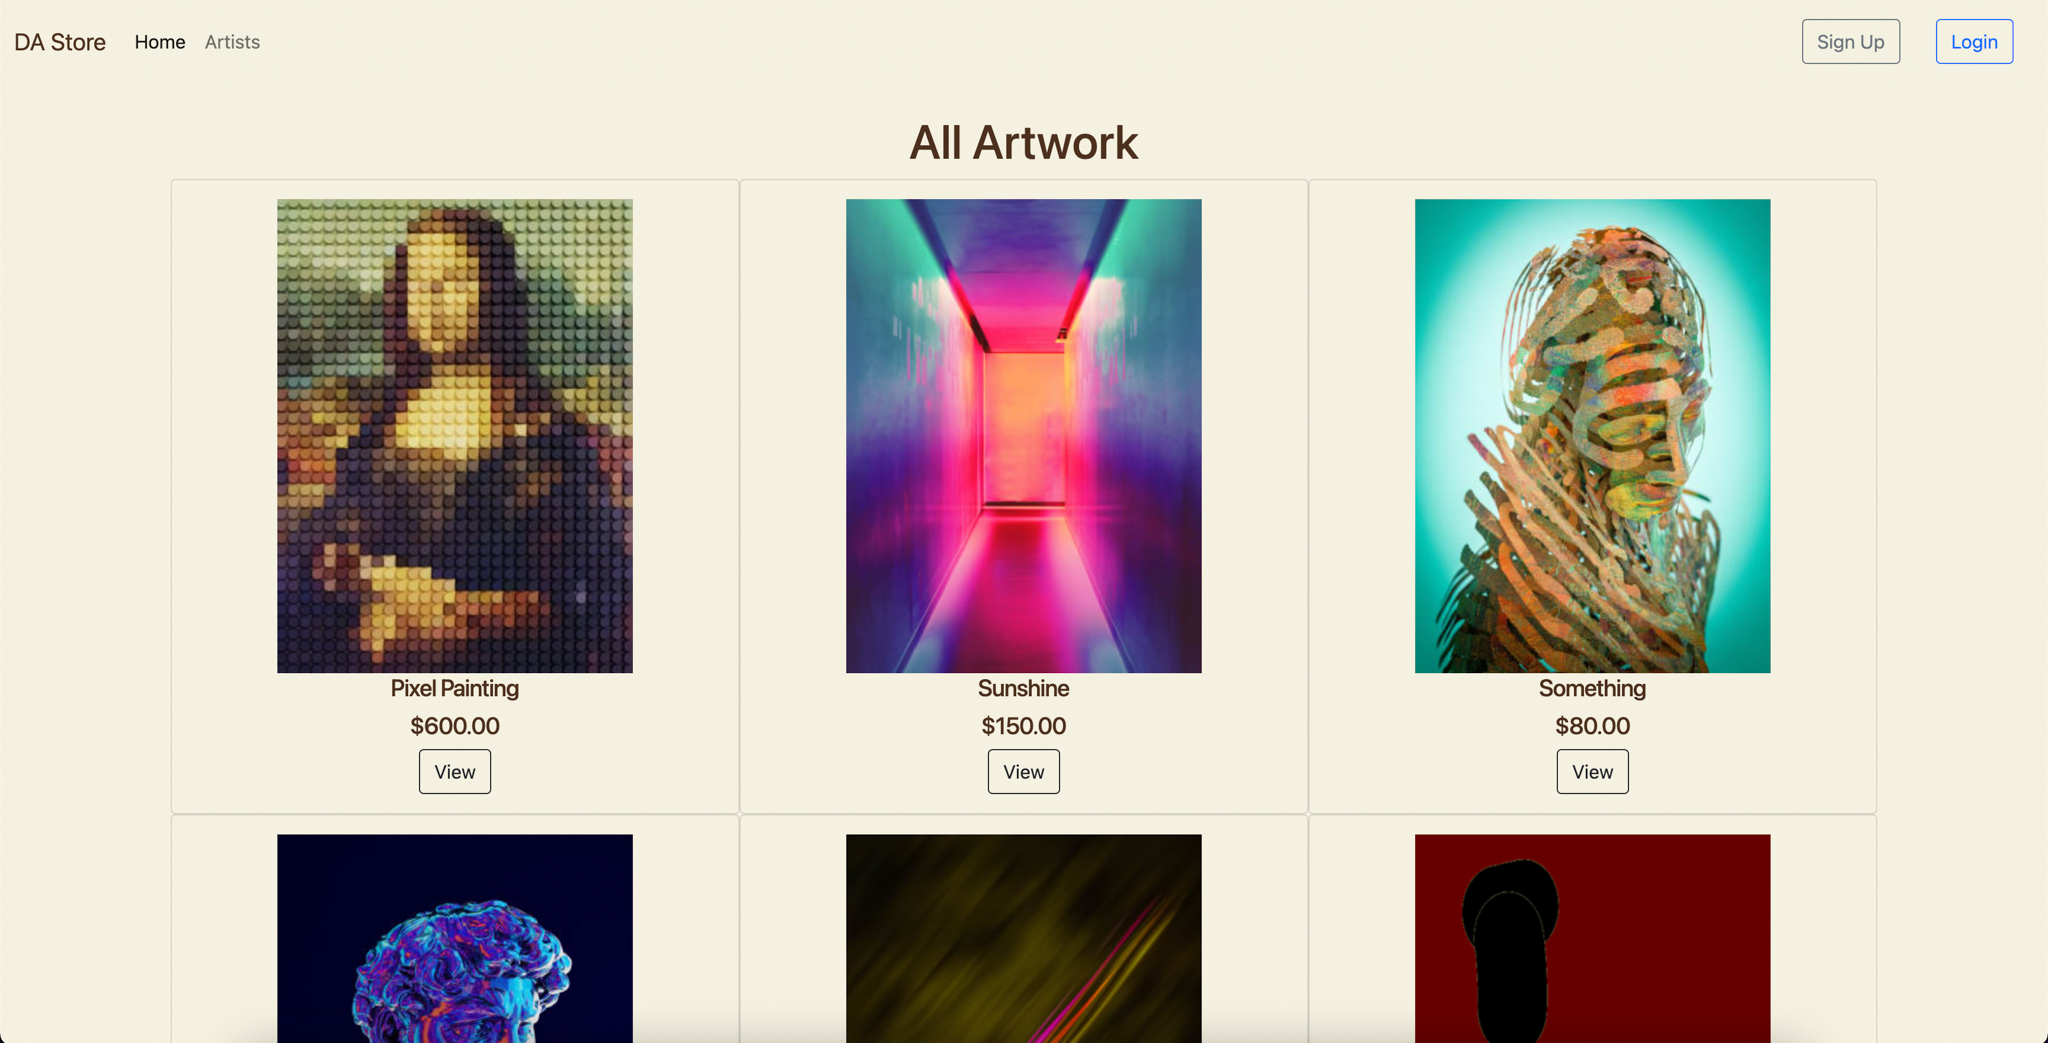 DA Store Home Artists Sign Up Login
All Artwork
Pixel Painting Sunshine Something
$600.00 $150.00 $80.00
View View View